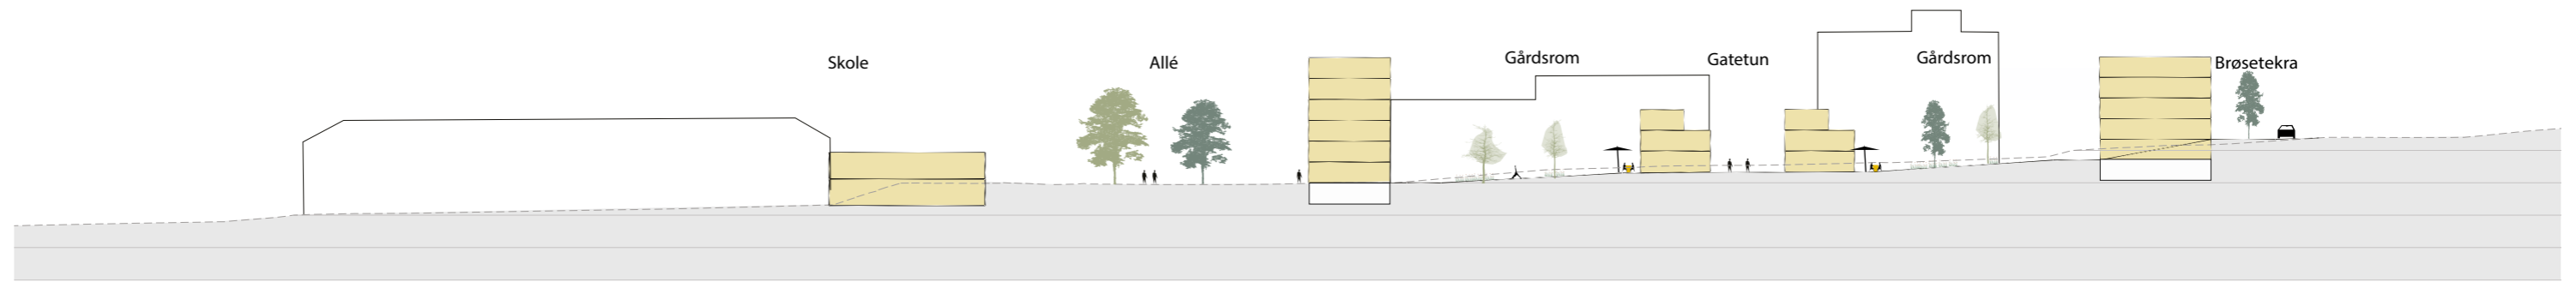 Skole
Allé
Gårdsrom
Gatetun
Gårdsrom
Brøsetekra